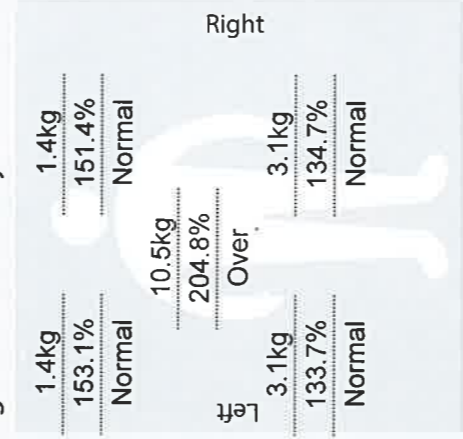 Right
1.4kg
151.4%
Normal
3.1kg
134.7%
Normal
10.5kg
204.8%
Over
1.4kg
153.1%
Normal
3.1kg
133.7%
Normal
Left